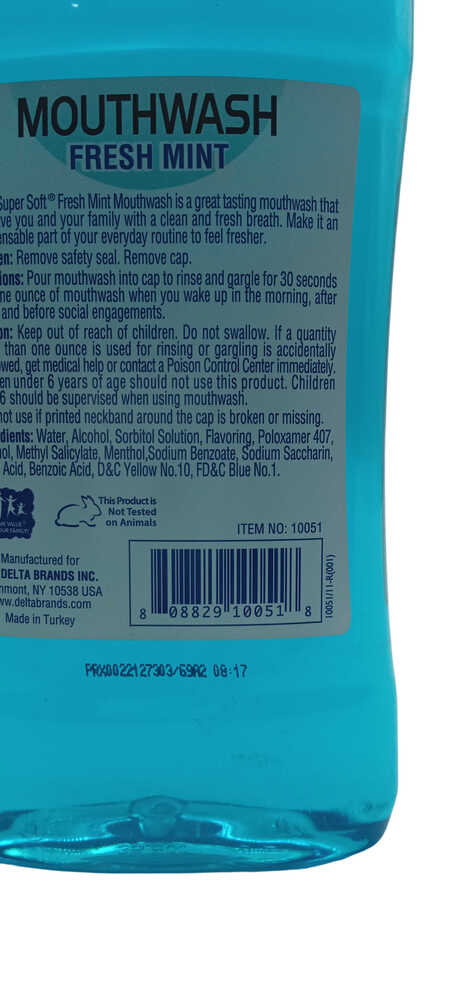 MOUTHWASH
FRESH MINT
Super Soft® Fresh Mint Mouthwash is a great tasting mouthwash that
ve you and your family with a clean and fresh breath. Make it an
ensable part of your everyday routine to feel fresher.
en: Remove safety seal. Remove cap.
ions: Pour mouthwash into cap to rinse and gargle for 30 seconds
ne ounce of mouthwash when you wake up in the morning, after
and before social engagements.
on: Keep out of reach of children. Do not swallow. If a quantity
than one ounce is used for rinsing or gargling is accidentally
owed, get medical help or contact a Poison Control Center immediately.
en under 6 years of age should not use this product. Children
6 should be supervised when using mouthwash.
not use if printed neckband around the cap is broken or missing.
edients: Water, Alcohol, Sorbitol Solution, Flavoring, Poloxamer 407,
ol, Methyl Salicylate, Menthol,Sodium Benzoate, Sodium Saccharin,
Acid, Benzoic Acid, D&C Yellow No.10, FD&C Blue No.1.
This Product is
Not Tested
on Animals
ITEM NO: 10051
Manufactured for
DELTA BRANDS INC.
hmont, NY 10538 USA
w.deltabrands.com
Made in Turkey
8 08829 10051 8
10051/11-R(001)
PRX0022127303/69A2 08:17